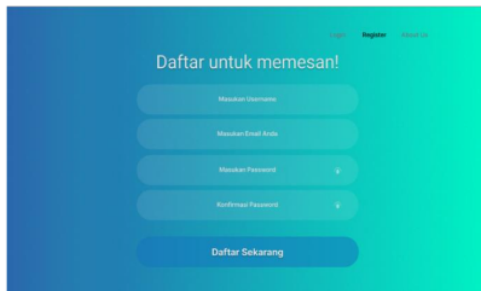 Login Register About Us
Daftar untuk memesan!
Masukan Username
Masukan Email Anda
Masukan Password
Konfirmasi Password
Daftar Sekarang